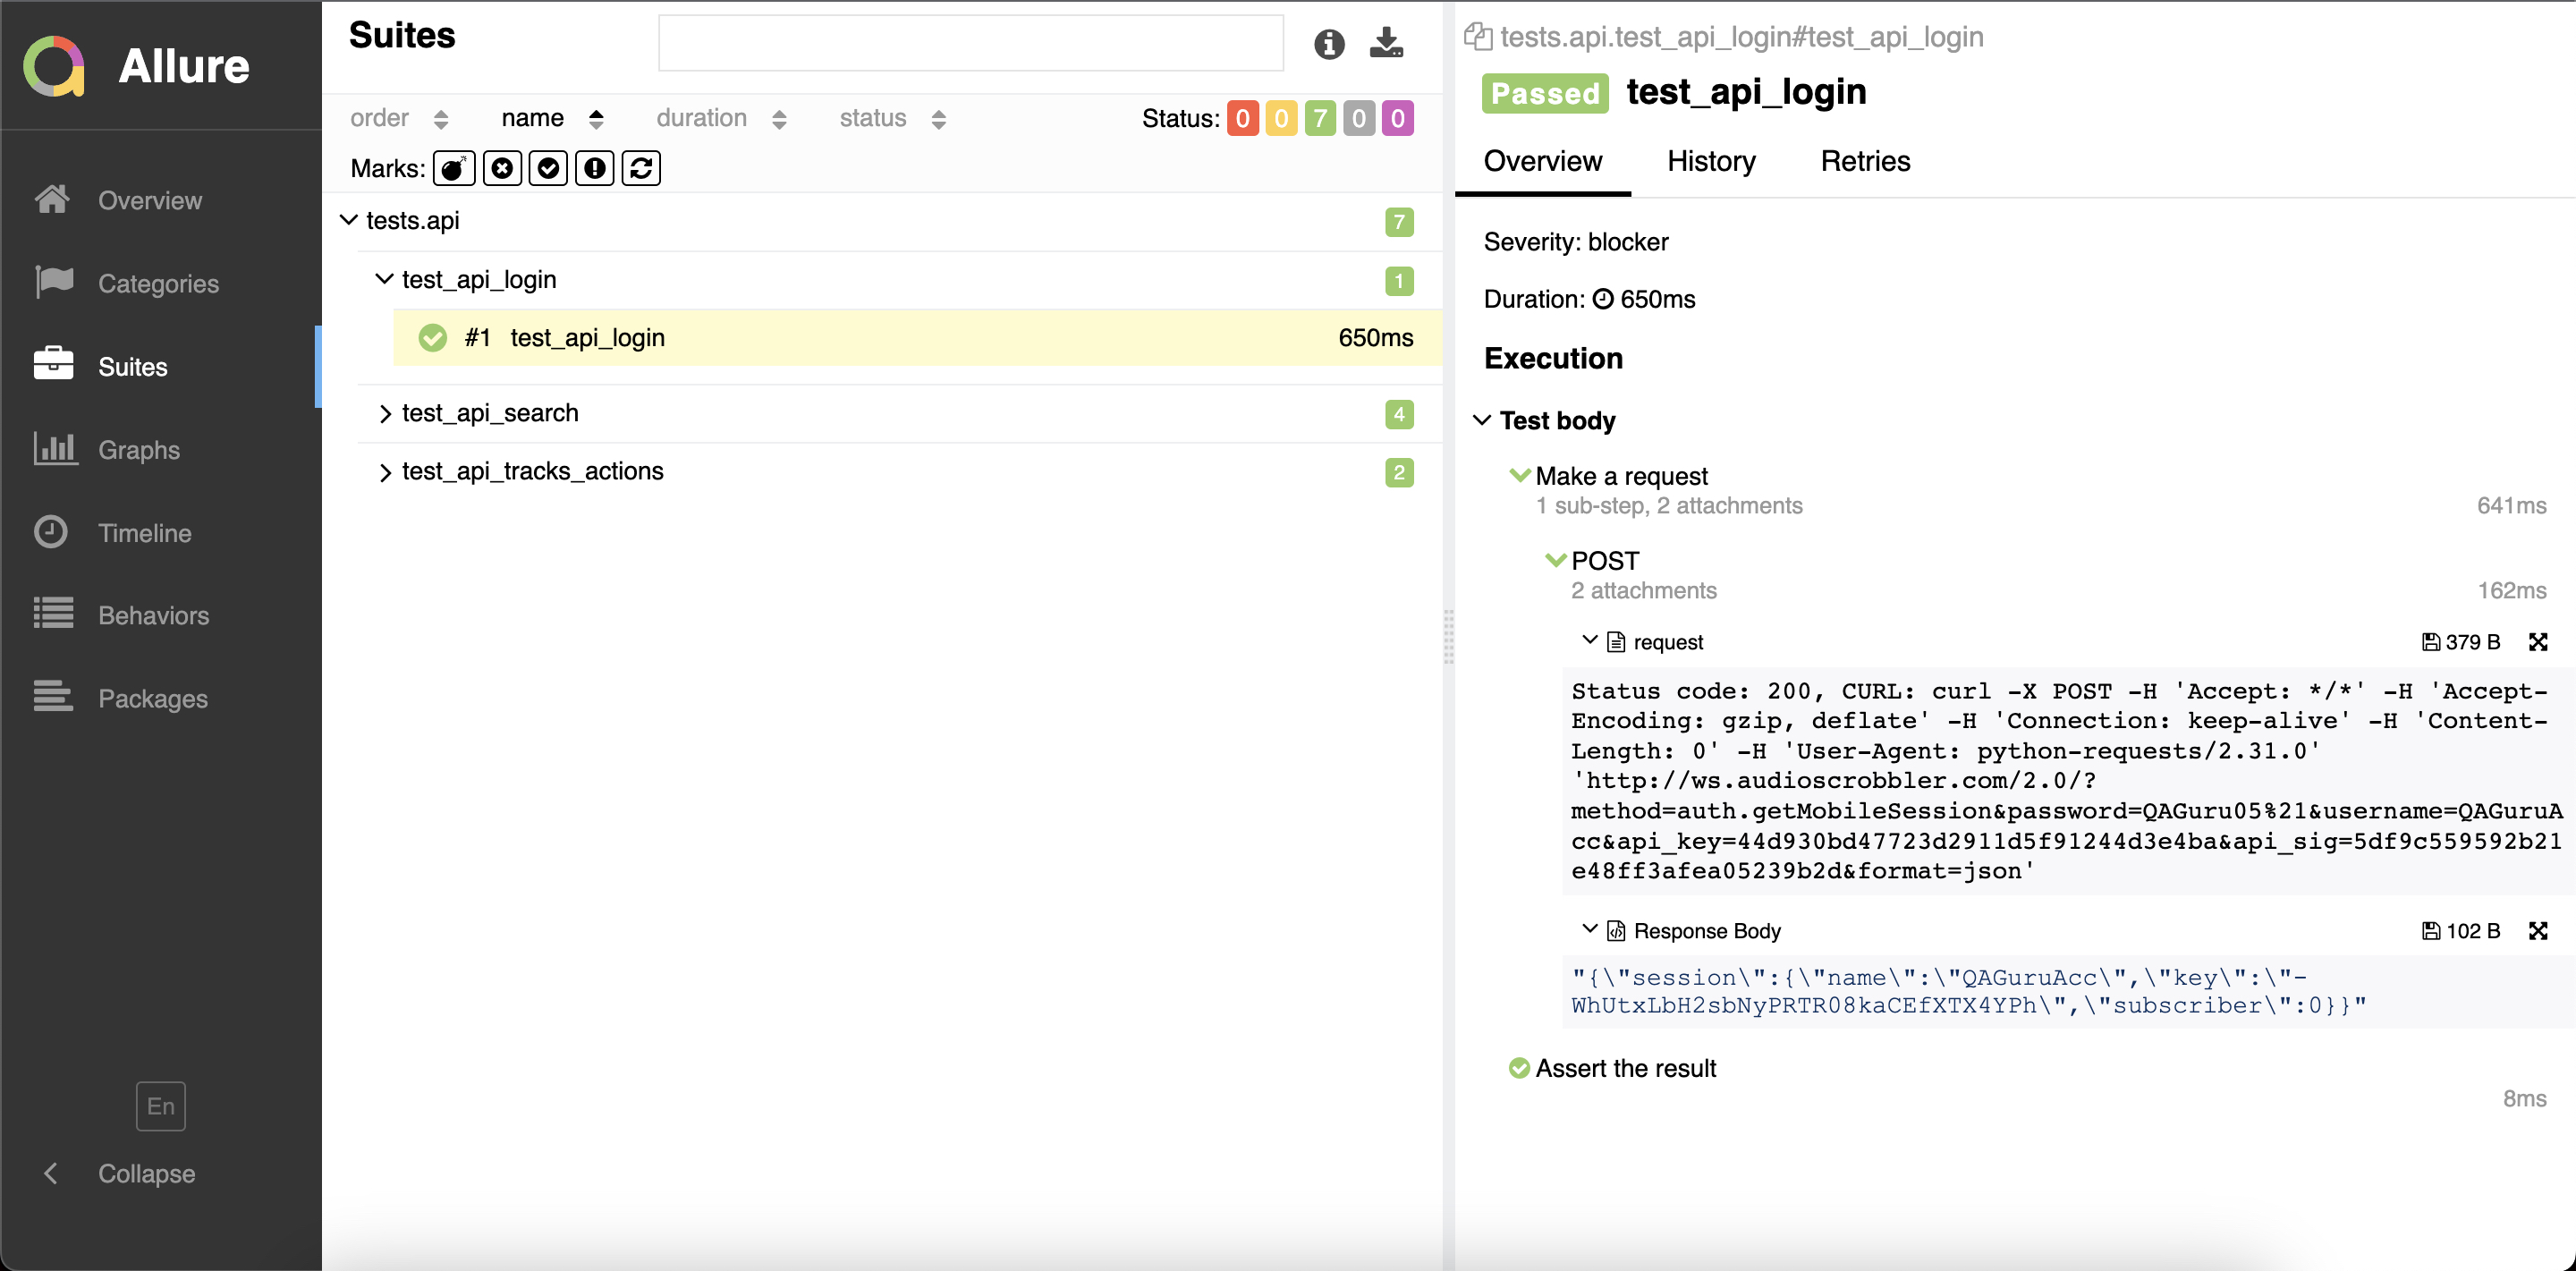 Allure
Overview
Categories
Suites
Graphs
Timeline
Behaviors
Packages
En
Collapse
Suites
order name duration status Status: 0 0 7 0 0
Marks:
tests.api 7
test_api_login 1
#1 test_api_login 650ms
test_api_search 4
test_api_tracks_actions 2
tests.api.test_api_login#test_api_login
Passed test_api_login
Overview History Retries
Severity: blocker
Duration: 650ms
Execution
Test body
Make a request
1 sub-step, 2 attachments 641ms
POST
2 attachments 162ms
request 379 B
Status code: 200, CURL: curl -X POST -H 'Accept: */*' -H 'Accept-
Encoding: gzip, deflate' -H 'Connection: keep-alive' -H 'Content-
Length: 0' -H 'User-Agent: python-requests/2.31.0'
'http://ws.audioscrobbler.com/2.0/?
method=auth.getMobileSession&password=QAGuru05%21&username=QAGuruA
cc&api_key=44d930bd47723d2911d5f91244d3e4ba&api_sig=5df9c559592b21
e48ff3afea05239b2d&format=json'
Response Body 102 B
"{\"session\":{\"name\":\"QAGuruAcc\",\"key\":\"-
WhUtxLbH2sbNyPRTR08kaCEfXTX4YPh\",\"subscriber\":0}}"
Assert the result
8ms